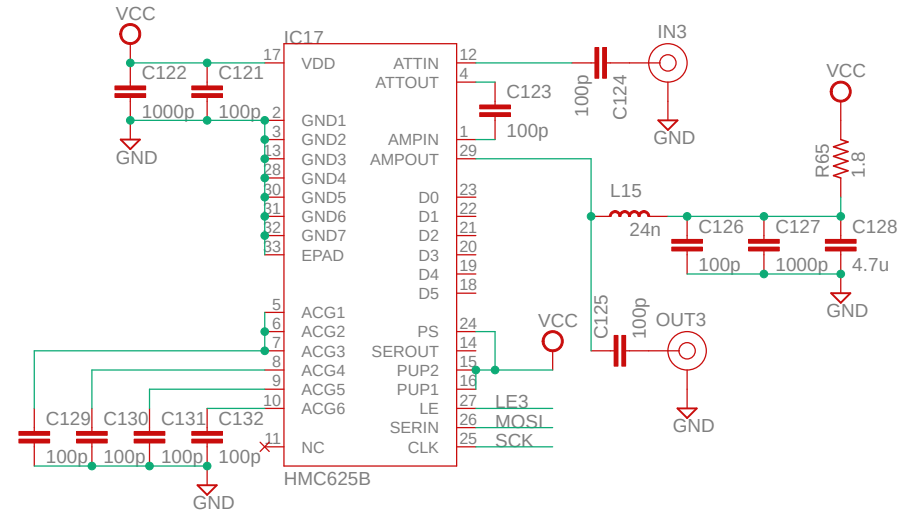 VCC
IC17
IN3
17 VDD ATTIN 12
C122 C121
ATTOUT 4
100p C124
VCC
C123
1000p 100p
2 GND1
100p
3 GND2 AMPIN 1
GND
GND
13 GND3 AMPOUT 29
R65 1.8
28 GND4
30 GND5 D0 23
L15
31 GND6 D1 22
32 GND7 D2 21
24n
C126 C127 C128
33 EPAD D3 20
100p 1000p 4.7u
D4 19
D5 18
GND
5 ACG1
C125 100p
VCC
OUT3
6 ACG2 PS 24
7 ACG3 SEROUT 14
8 ACG4 PUP2 15
9 ACG5 PUP1 16
10 ACG6 LE 27 LE3
C129 C130 C131 C132
SERIN 26 MOSI
GND
11 NC CLK 25 SCK
100p 100p 100p 100p
HMC625B
GND